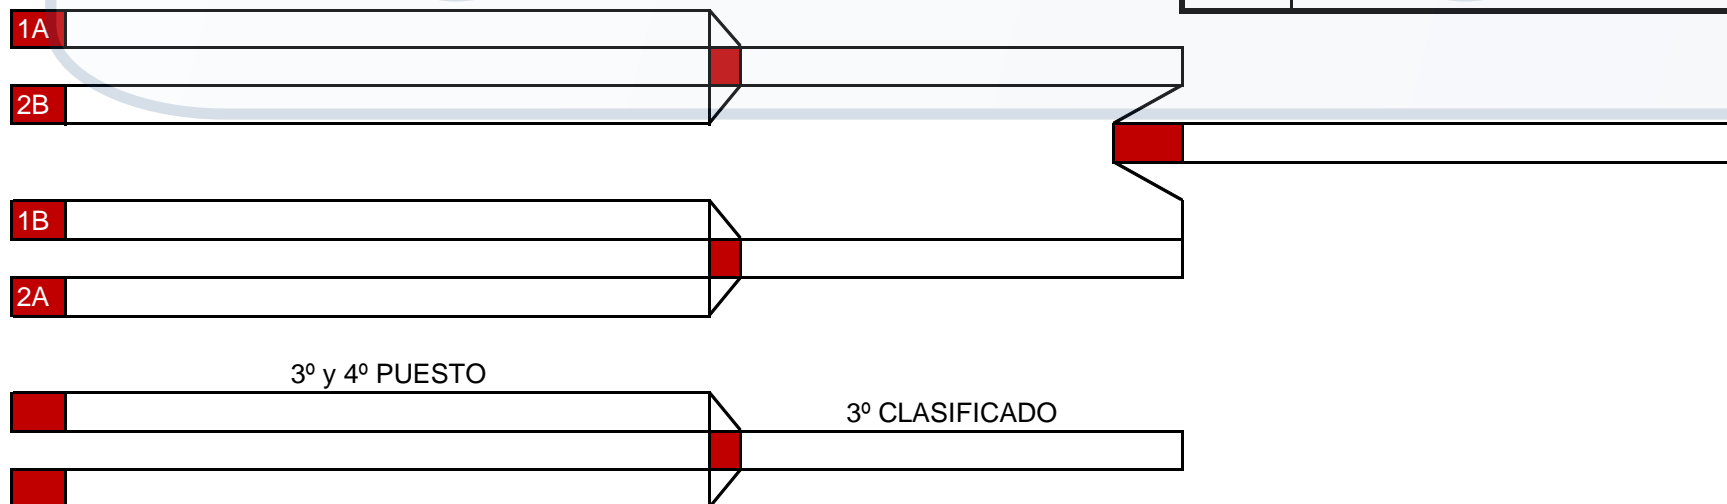 1A
2B
1B
2A
3º y 4º PUESTO
3º CLASIFICADO